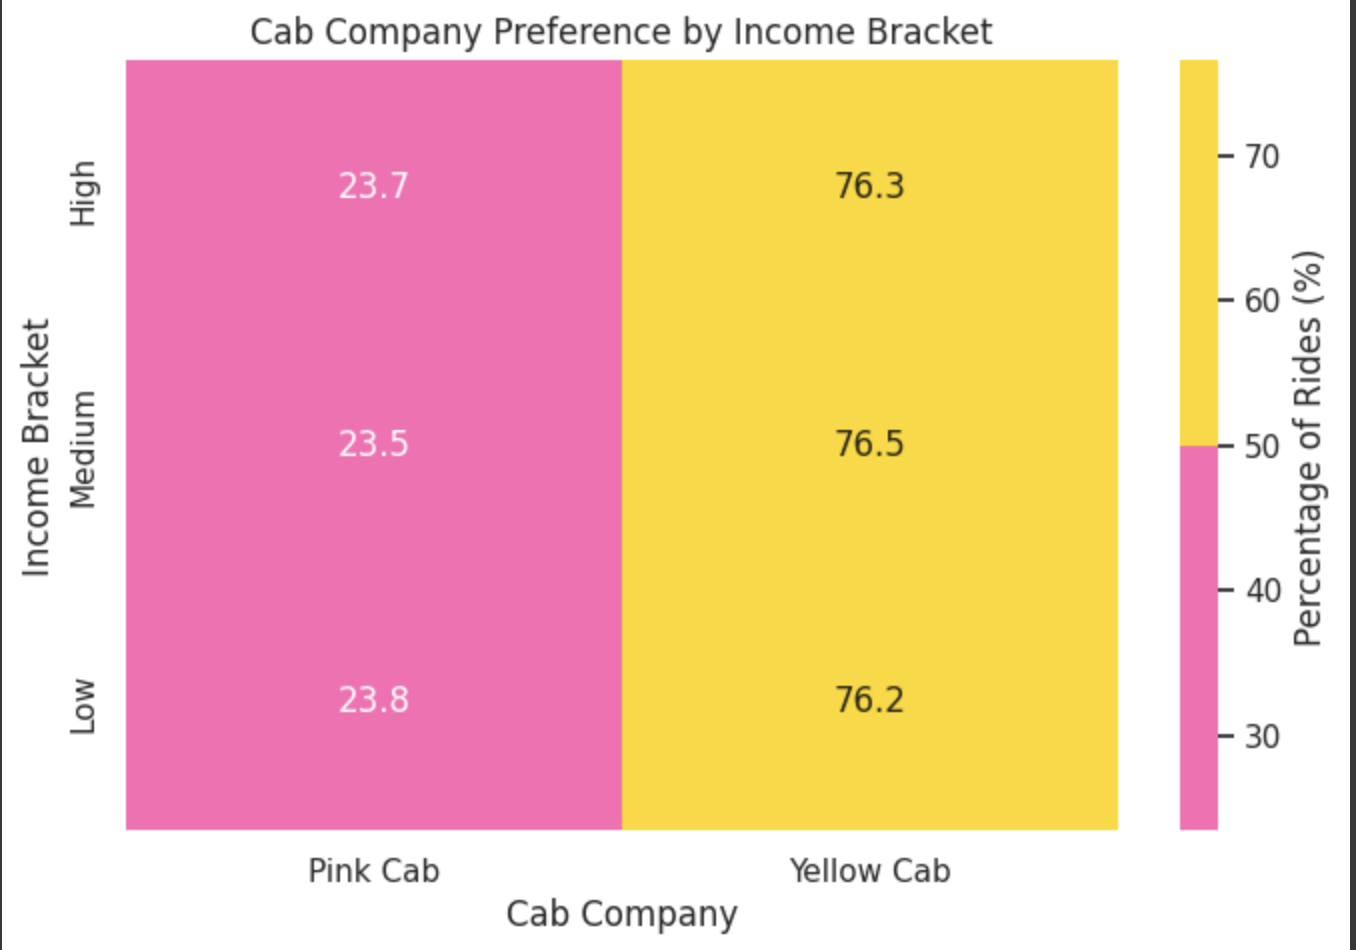 Cab Company Preference by Income Bracket
High
23.7
76.3
Medium
23.5
76.5
Low
23.8
76.2
Income Bracket
Pink Cab
Yellow Cab
Cab Company
70
60
50
40
30
Percentage of Rides (%)